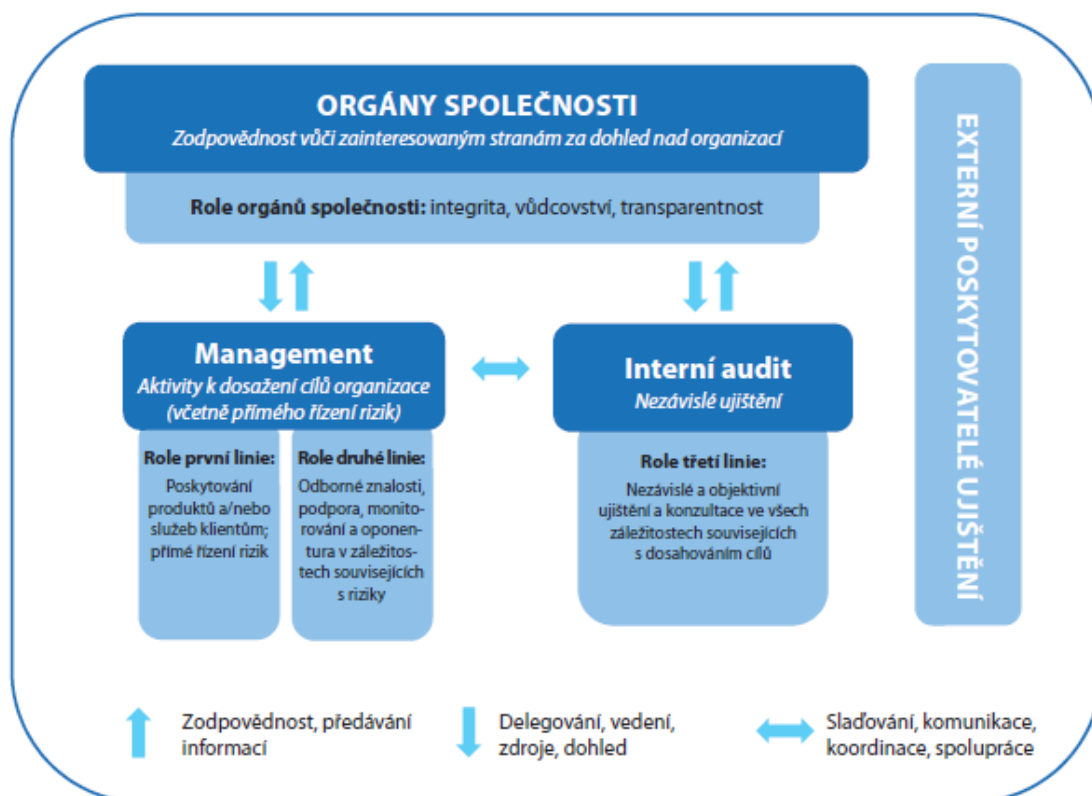 ORGÁNY SPOLEČNOSTI
Zodpovědnost vůči zainteresovaným stranám za dohled nad organizací
Role orgánů společnosti: integrita, vůdcovství, transparentnost
Management
Aktivity k dosažení cílů organizace
(včetně přímého řízení rizik)
Role první linie:
Poskytování
produktů a/nebo
služeb klientům;
přímé řízení rizik
Role druhé linie:
Odborné znalosti,
podpora, monito-
rování a oponen-
tura v záležitos-
tech souvisejících
s riziky
Interní audit
Nezávislé ujištění
Role třetí linie:
Nezávislé a objektivní
ujištění a konzultace ve všech
záležitostech souvisejících
s dosahováním cílů
EXTERNÍ POSKYTOVATELÉ UJIŠTĚNÍ
Zodpovědnost, předávání
informací
Delegování, vedení,
zdroje, dohled
Slaďování, komunikace,
koordinace, spolupráce